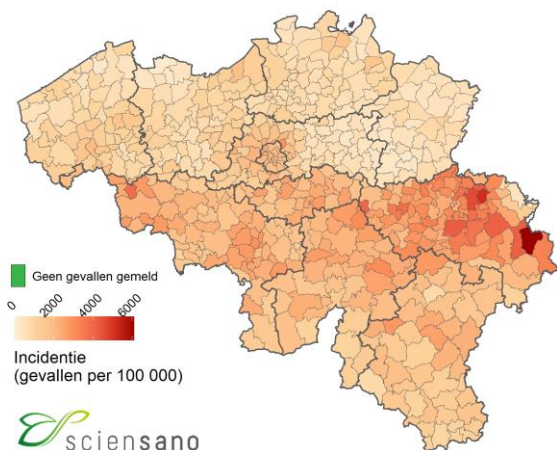 Geen gevallen gemeld
0 2000 4000 6000
Incidentie
(gevallen per 100 000)
sciensano